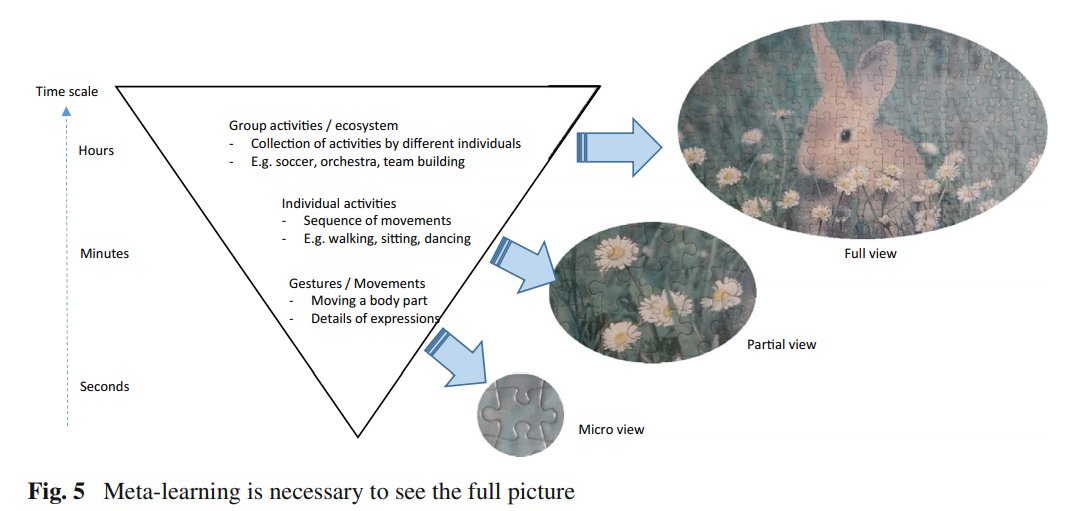 Time scale
Hours
Minutes
Seconds
Group activities / ecosystem
- Collection of activities by different individuals
- E.g. soccer, orchestra, team building
Individual activities
- Sequence of movements
- E.g. walking, sitting, dancing
Gestures / Movements
- Moving a body part
- Details of expressions
Full view
Partial view
Micro view
Fig. 5 Meta-learning is necessary to see the full picture